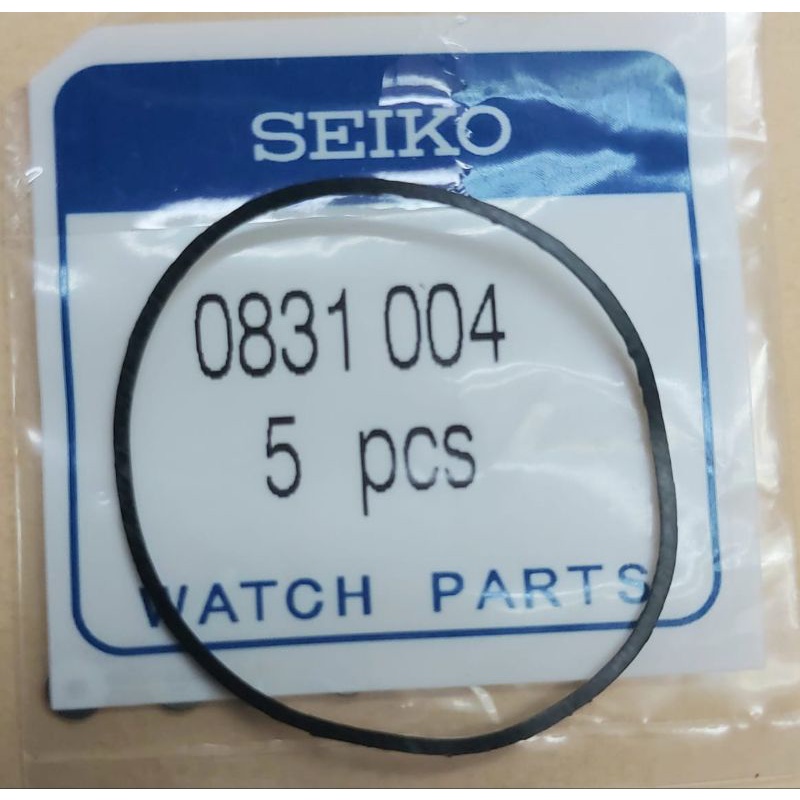 SEIKO
0831 004
5 pcs
WATCH PARTS